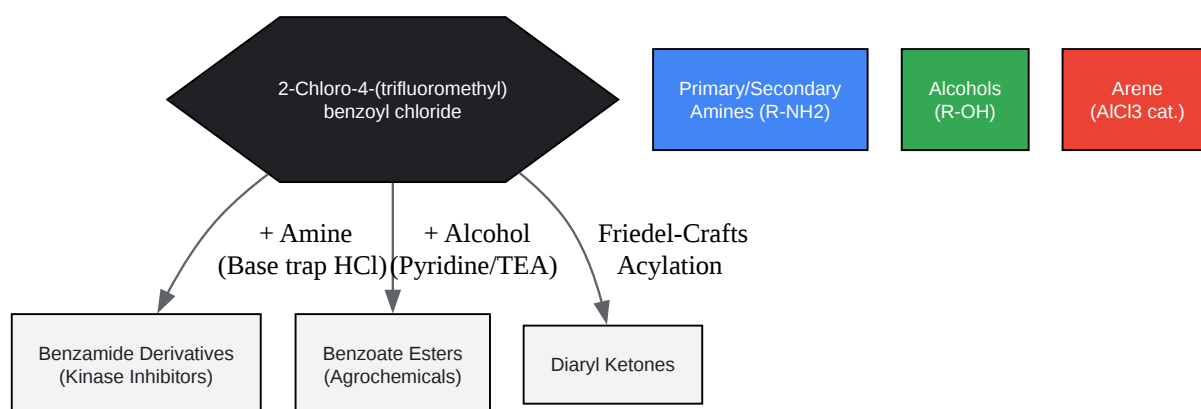 2-Chloro-4-(trifluoromethyl)
benzoyl chloride
Primary/Secondary
Amines (R-NH2)
Alcohols
(R-OH)
Arene
(AlCl3 cat.)
+ Amine
(Base trap HCl)
+ Alcohol
(Pyridine/TEA)
Friedel-Crafts
Acylation
Benzamide Derivatives
(Kinase Inhibitors)
Benzoate Esters
(Agrochemicals)
Diaryl Ketones